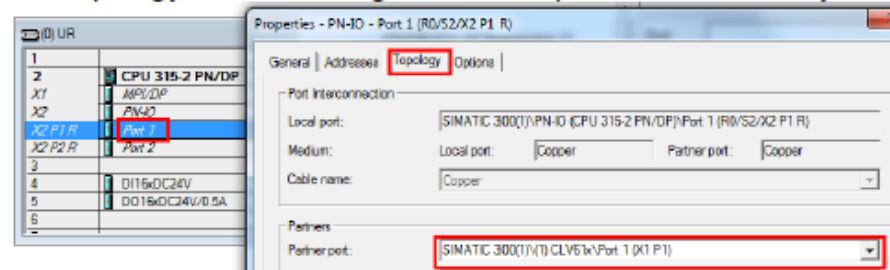 Properties - PN-IO - Port 1 (R0/S2/X2 P1 R)
(0) UR
1
2 CPU 315-2 PN/DP
X1 MPI/DP
X2 PN-IO
X2 P1 R Port 1
X2 P2 R Port 2
3
4 DI16xDC24V
5 DO16xDC24V/0.5A
6
General Addresses Topology Options
Port Interconnection
Local port: SIMATIC 300(1)\PN-IO (CPU 315-2 PN/DP)\Port 1 (R0/S2/X2 P1 R)
Medium: Local port: Copper Partner port: Copper
Cable name: Copper
Partners
Partner port: SIMATIC 300(1)\(1) CLV61x\Port 1 (X1 P1)